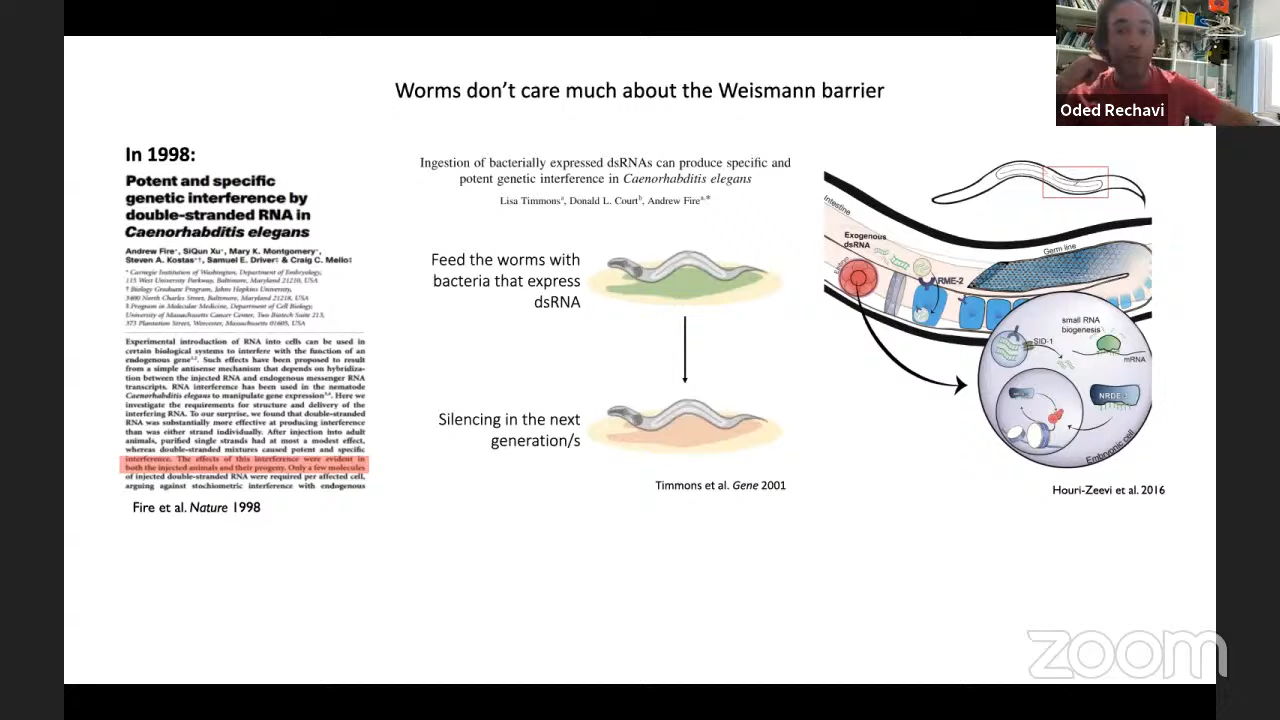 Worms don't care much about the Weismann barrier
Oded Rechavi
In 1998:
Potent and specific
genetic interference by
double-stranded RNA in
Caenorhabditis elegans
Andrew Fire*, SiQun Xu*, Mary K. Montgomery*,
Steven A. Kostas*†, Samuel E. Driver‡ & Craig C. Mello‡
* Carnegie Institution of Washington, Department of Embryology,
115 West University Parkway, Baltimore, Maryland 21210, USA
† Biology Graduate Program, Johns Hopkins University,
3400 North Charles Street, Baltimore, Maryland 21218, USA
‡ Program in Molecular Medicine, Department of Cell Biology,
University of Massachusetts Cancer Center, Two Biotech Suite 213,
373 Plantation Street, Worcester, Massachusetts 01605, USA
Experimental introduction of RNA into cells can be used in
certain biological systems to interfere with the function of an
endogenous gene. Such effects have been proposed to result
from a simple antisense mechanism that depends on hybridiza-
tion between the injected RNA and endogenous messenger RNA
transcripts. RNA interference has been used in the nematode
Caenorhabditis elegans to manipulate gene expression. Here we
investigate the requirements for structure and delivery of the
interfering RNA. To our surprise, we found that double-stranded
RNA was substantially more effective at producing interference
than was either strand individually. After injection into adult
animals, purified single strands had at most a modest effect,
whereas double-stranded mixtures caused potent and specific
interference. The effects of this interference were evident in
both the injected animals and their progeny. Only a few molecules
of injected double-stranded RNA were required per affected cell,
arguing against stochiometric interference with endogenous
Fire et al. Nature 1998
Ingestion of bacterially expressed dsRNAs can produce specific and
potent genetic interference in Caenorhabditis elegans
Lisa Timmonsᵃ, Donald L. Courtᵇ, Andrew Fireᵃ,*
Feed the worms with
bacteria that express
dsRNA
Silencing in the next
generation/s
Timmons et al. Gene 2001
Intestine
Exogenous
dsRNA
Germ line
RME-2
small RNA
biogenesis
SID-1
mRNA
Embryonic cell
Houri-Zeevi et al. 2016
zoom